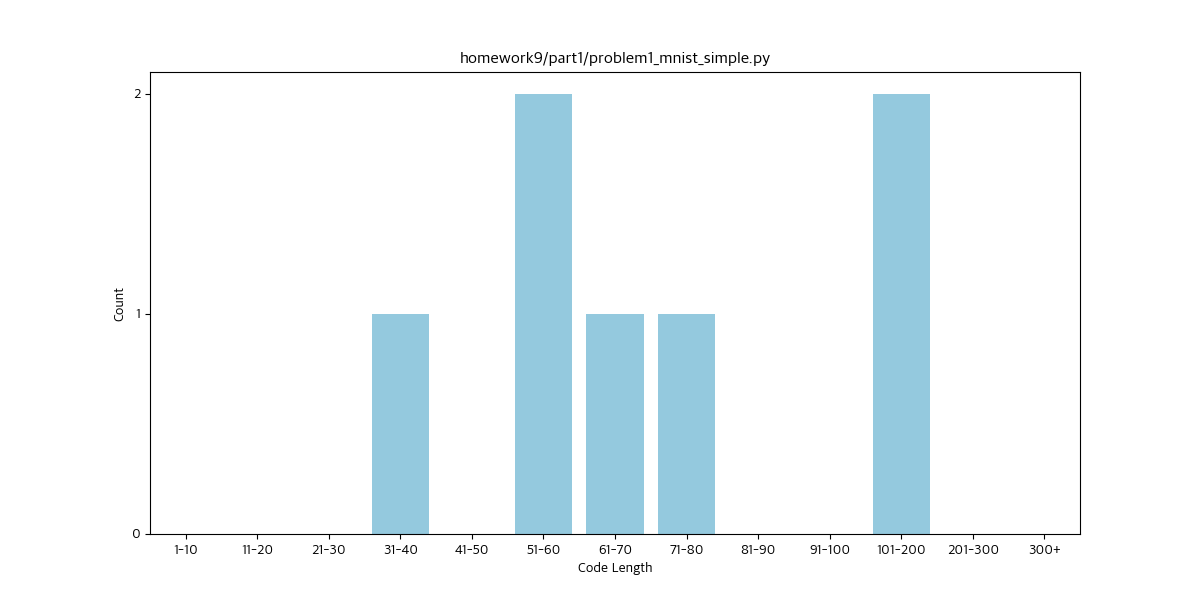 homework9/part1/problem1_mnist_simple.py
2
1
0
Count
1-10 11-20 21-30 31-40 41-50 51-60 61-70 71-80 81-90 91-100 101-200 201-300 300+
Code Length